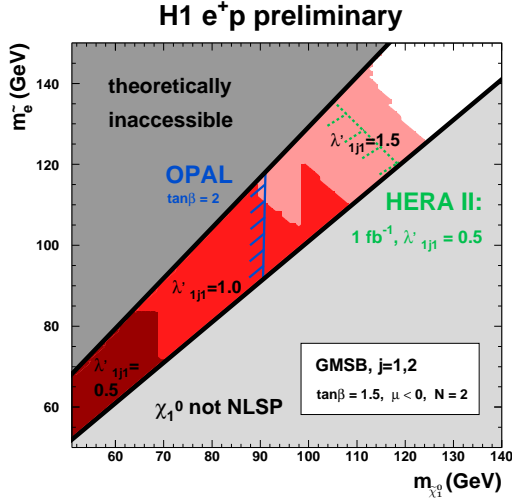 H1 e⁺p preliminary
m_ẽ (GeV)
140
120
100
80
60
theoretically
inaccessible
λ'₁ⱼ₁=1.5
OPAL
tanβ = 2
HERA II:
1 fb⁻¹, λ'₁ⱼ₁ = 0.5
λ'₁ⱼ₁=1.0
λ'₁ⱼ₁=
0.5
GMSB, j=1,2
tanβ = 1.5, μ < 0, N = 2
χ₁⁰ not NLSP
60 70 80 90 100 110 120 130 140
m_χ̃₁⁰ (GeV)